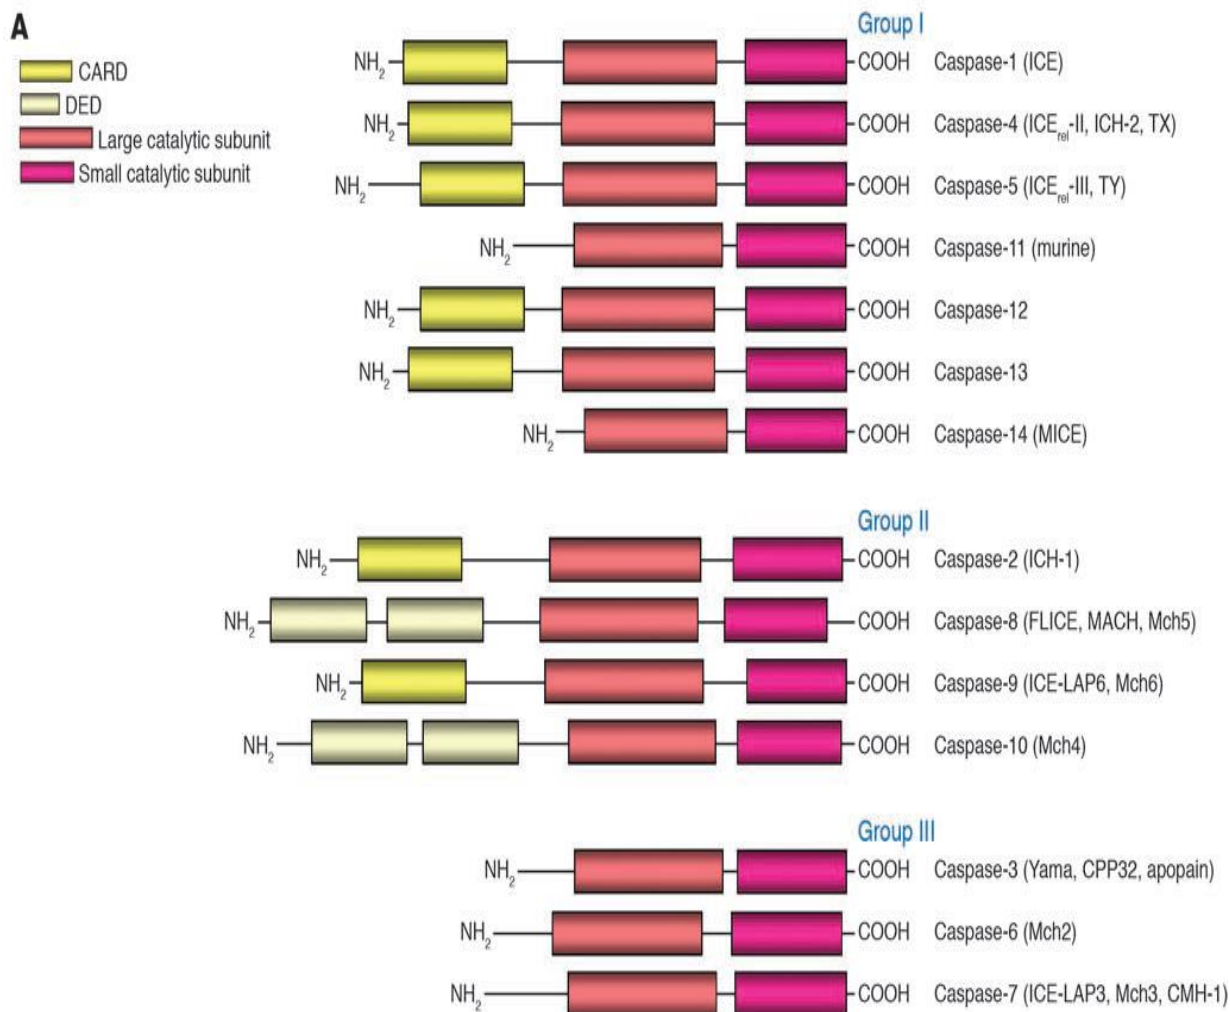 A
CARD
DED
Large catalytic subunit
Small catalytic subunit
Group I
NH2 COOH Caspase-1 (ICE)
NH2 COOH Caspase-4 (ICErel-II, ICH-2, TX)
NH2 COOH Caspase-5 (ICErel-III, TY)
NH2 COOH Caspase-11 (murine)
NH2 COOH Caspase-12
NH2 COOH Caspase-13
NH2 COOH Caspase-14 (MICE)
Group II
NH2 COOH Caspase-2 (ICH-1)
NH2 COOH Caspase-8 (FLICE, MACH, Mch5)
NH2 COOH Caspase-9 (ICE-LAP6, Mch6)
NH2 COOH Caspase-10 (Mch4)
Group III
NH2 COOH Caspase-3 (Yama, CPP32, apopain)
NH2 COOH Caspase-6 (Mch2)
NH2 COOH Caspase-7 (ICE-LAP3, Mch3, CMH-1)